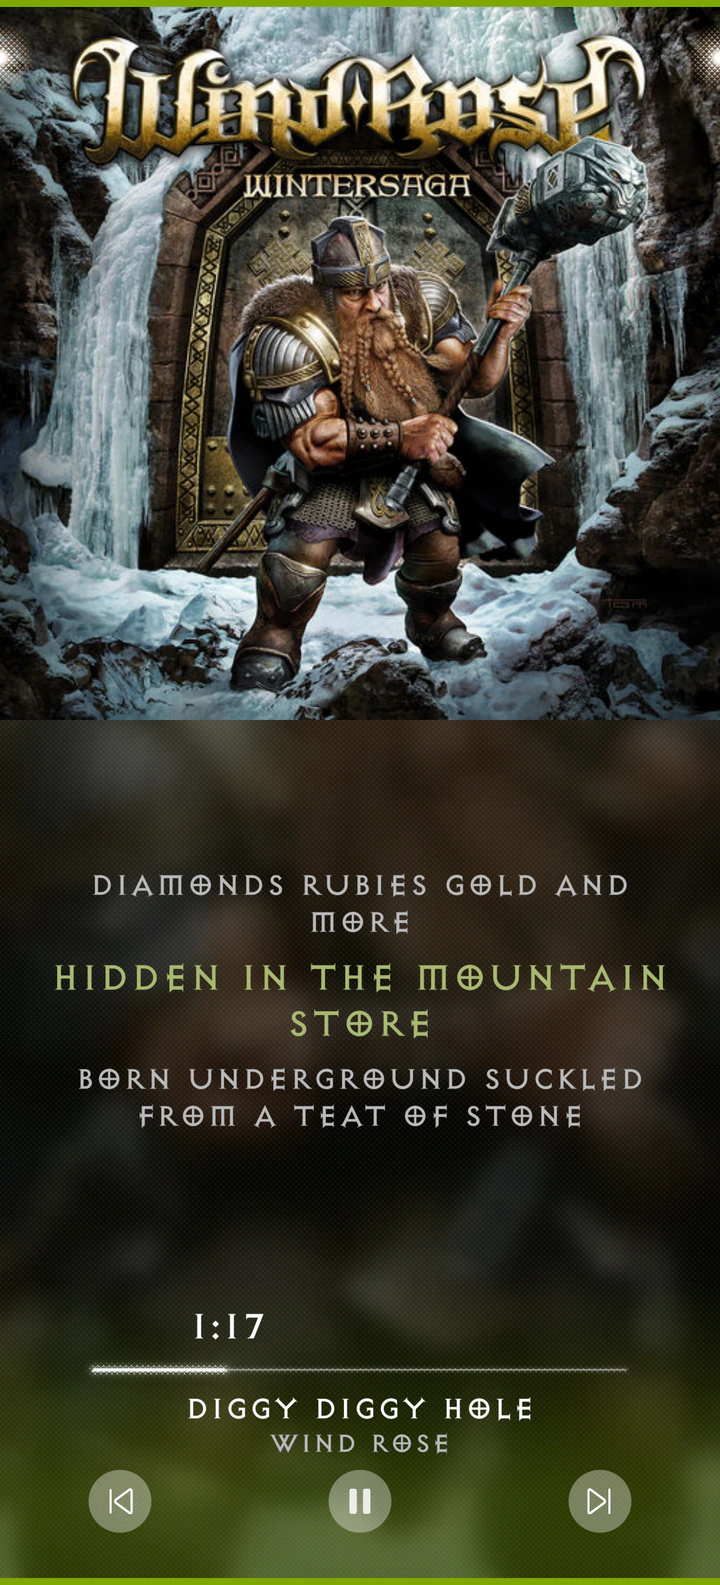 Wind Rose
WINTERSAGA
TOM
DIAMONDS RUBIES GOLD AND
MORE
HIDDEN IN THE MOUNTAIN
STORE
BORN UNDERGROUND SUCKLED
FROM A TEAT OF STONE
1:17
DIGGY DIGGY HOLE
WIND ROSE